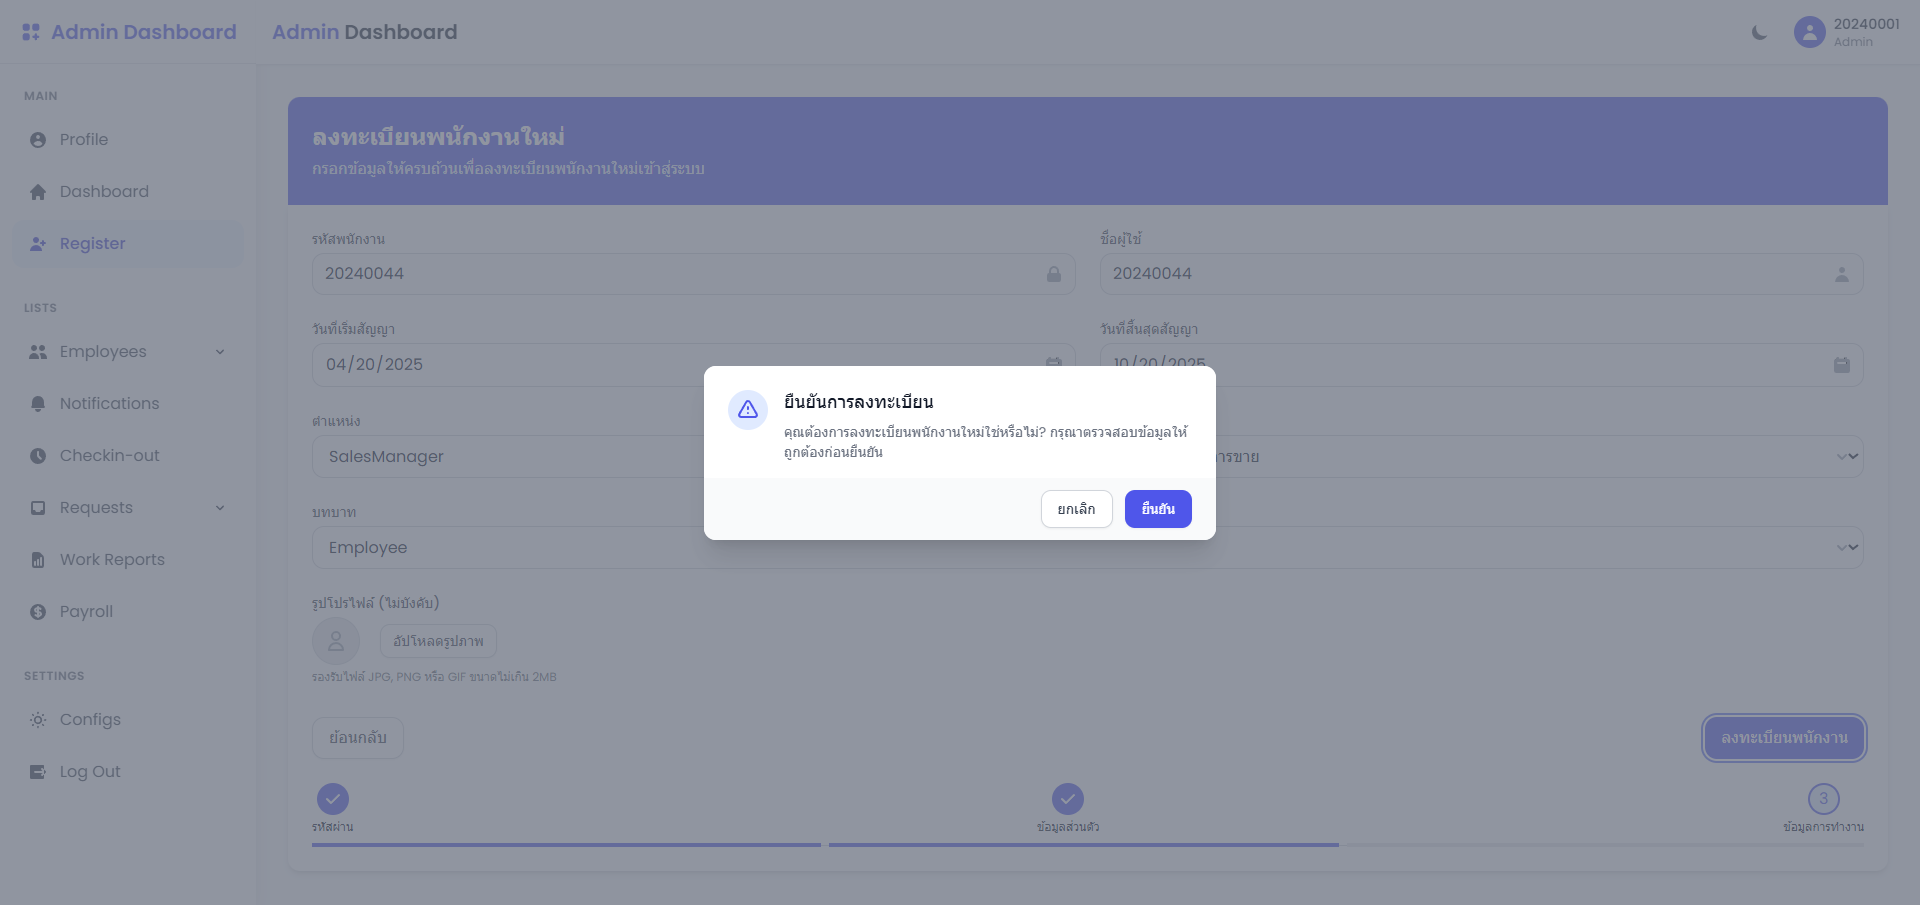 Admin Dashboard
Admin Dashboard
20240001
Admin
MAIN
Profile
Dashboard
Register
LISTS
Employees
Notifications
Checkin-out
Requests
Work Reports
Payroll
SETTINGS
Configs
Log Out
ลงทะเบียนพนักงานใหม่
กรอกข้อมูลให้ครบถ้วนเพื่อลงทะเบียนพนักงานใหม่เข้าสู่ระบบ
รหัสพนักงาน
20240044
ชื่อผู้ใช้
20240044
วันที่เริ่มสัญญา
04/20/2025
วันที่สิ้นสุดสัญญา
10/20/2025
ตำแหน่ง
SalesManager
ารขาย
บทบาท
Employee
รูปโปรไฟล์ (ไม่บังคับ)
อัปโหลดรูปภาพ
รองรับไฟล์ JPG, PNG หรือ GIF ขนาดไม่เกิน 2MB
ยืนยันการลงทะเบียน
คุณต้องการลงทะเบียนพนักงานใหม่ใช่หรือไม่? กรุณาตรวจสอบข้อมูลให้
ถูกต้องก่อนยืนยัน
ยกเลิก
ยืนยัน
ย้อนกลับ
ลงทะเบียนพนักงาน
3
รหัสผ่าน
ข้อมูลส่วนตัว
ข้อมูลการทำงาน